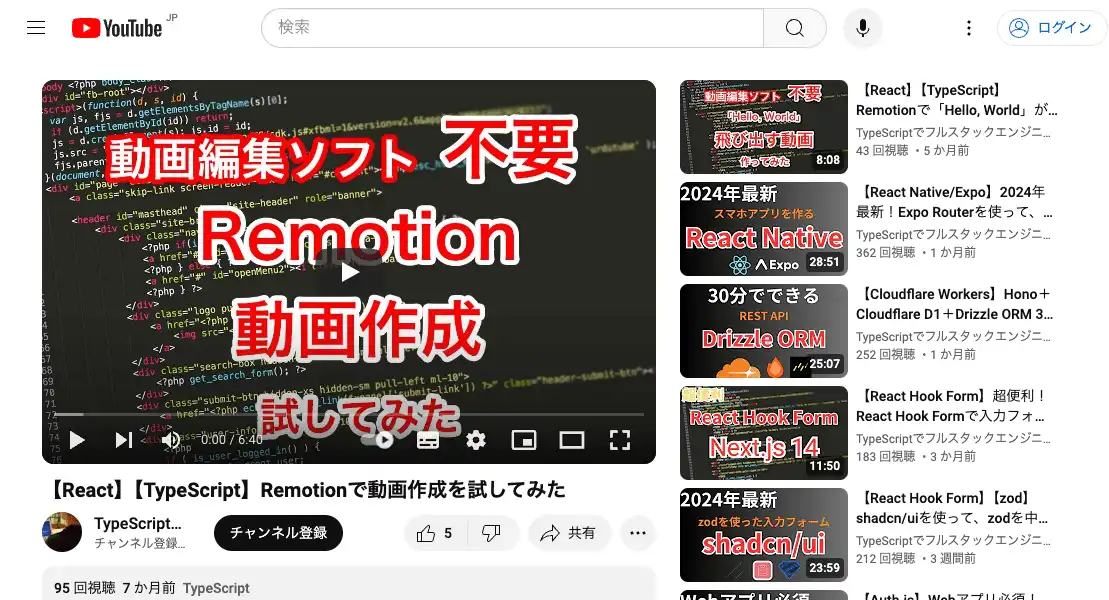 YouTube JP
検索
ログイン
動画編集ソフト 不要
Remotion
動画作成
試してみた
0:00 / 6:40
【React】【TypeScript】Remotionで動画作成を試してみた
TypeScript...
チャンネル登録...
チャンネル登録
5
共有
95 回視聴 7 か月前 TypeScript
動画編集ソフト 不要
「Hello, World」
飛び出す動画
作ってみた
8:08
【React】【TypeScript】
Remotionで「Hello, World」が...
TypeScriptでフルスタックエンジニ...
43 回視聴 ・5 か月前
2024年最新
スマホアプリを作る
React Native
Expo
28:51
【React Native/Expo】2024年
最新！Expo Routerを使って、...
TypeScriptでフルスタックエンジニ...
362 回視聴 ・1 か月前
30分でできる
REST API
Drizzle ORM
25:07
【Cloudflare Workers】Hono＋
Cloudflare D1＋Drizzle ORM 3...
TypeScriptでフルスタックエンジニ...
252 回視聴 ・1 か月前
超便利
React Hook Form
Next.js 14
11:50
【React Hook Form】超便利！
React Hook Formで入力フォ...
TypeScriptでフルスタックエンジニ...
183 回視聴 ・3 か月前
2024年最新
zodを使った入力フォーム
shadcn/ui
23:59
【React Hook Form】【zod】
shadcn/uiを使って、zodを中...
TypeScriptでフルスタックエンジニ...
212 回視聴 ・3 週間前
Webアプリ必須
【Auth.js】Webアプリ必須！